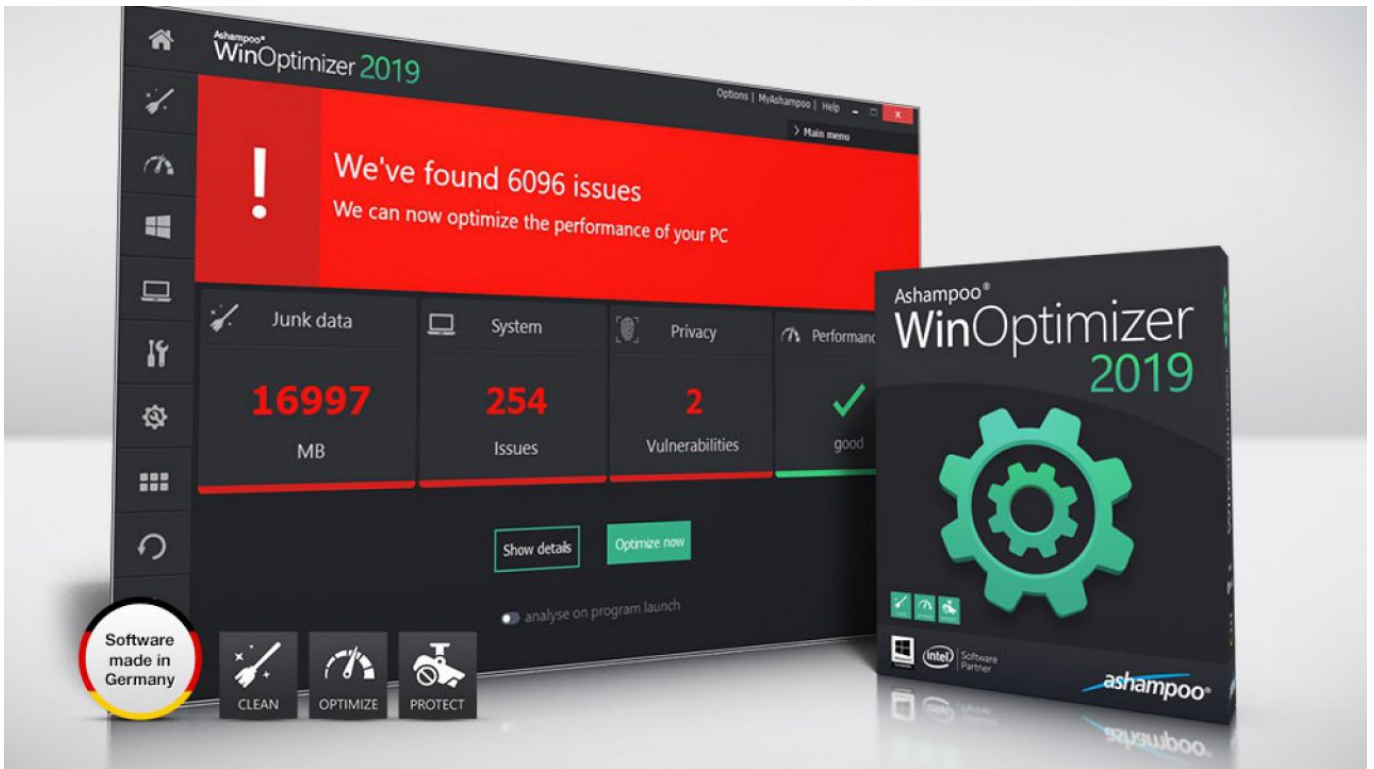 Ashampoo®
WinOptimizer 2019
Options | MyAshampoo | Help
> Main menu
!
We've found 6096 issues
We can now optimize the performance of your PC
Junk data
16997
MB
System
254
Issues
Privacy
2
Vulnerabilities
Performanc
good
Show details
Optimize now
analyse on program launch
Software
made in
Germany
CLEAN
OPTIMIZE
PROTECT
Ashampoo®
WinOptimizer
2019
intel
Software
Partner
ashampoo®